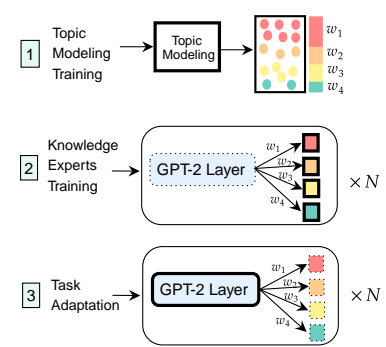 1
Topic
Modeling
Training
Topic
Modeling
w₁
w₂
w₃
w₄
2
Knowledge
Experts
Training
GPT-2 Layer
w₁
w₂
w₃
w₄
× N
3
Task
Adaptation
GPT-2 Layer
w₁
w₂
w₃
w₄
× N